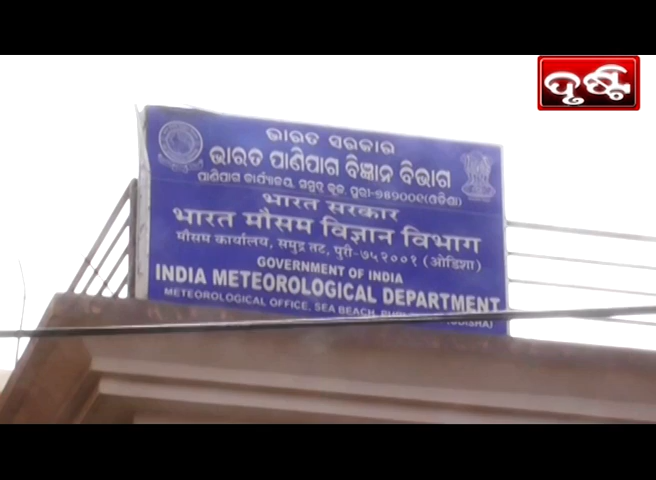 ଦୃଷ୍ଟି
ଭାରତ ସରକାର
ଭାରତ ପାଣିପାଗ ବିଜ୍ଞାନ ବିଭାଗ
ପାଣିପାଗ କାର୍ଯ୍ୟାଳୟ, ସମୁଦ୍ର କୂଳ, ପୁରୀ-୭୫୨୦୦୧(ଓଡିଶା)
भारत सरकार
भारत मौसम विज्ञान विभाग
मौसम कार्यालय, समुद्र तट, पुरी-७५२००१ (ओडिशा)
GOVERNMENT OF INDIA
INDIA METEOROLOGICAL DEPARTMENT
METEOROLOGICAL OFFICE, SEA BEACH,